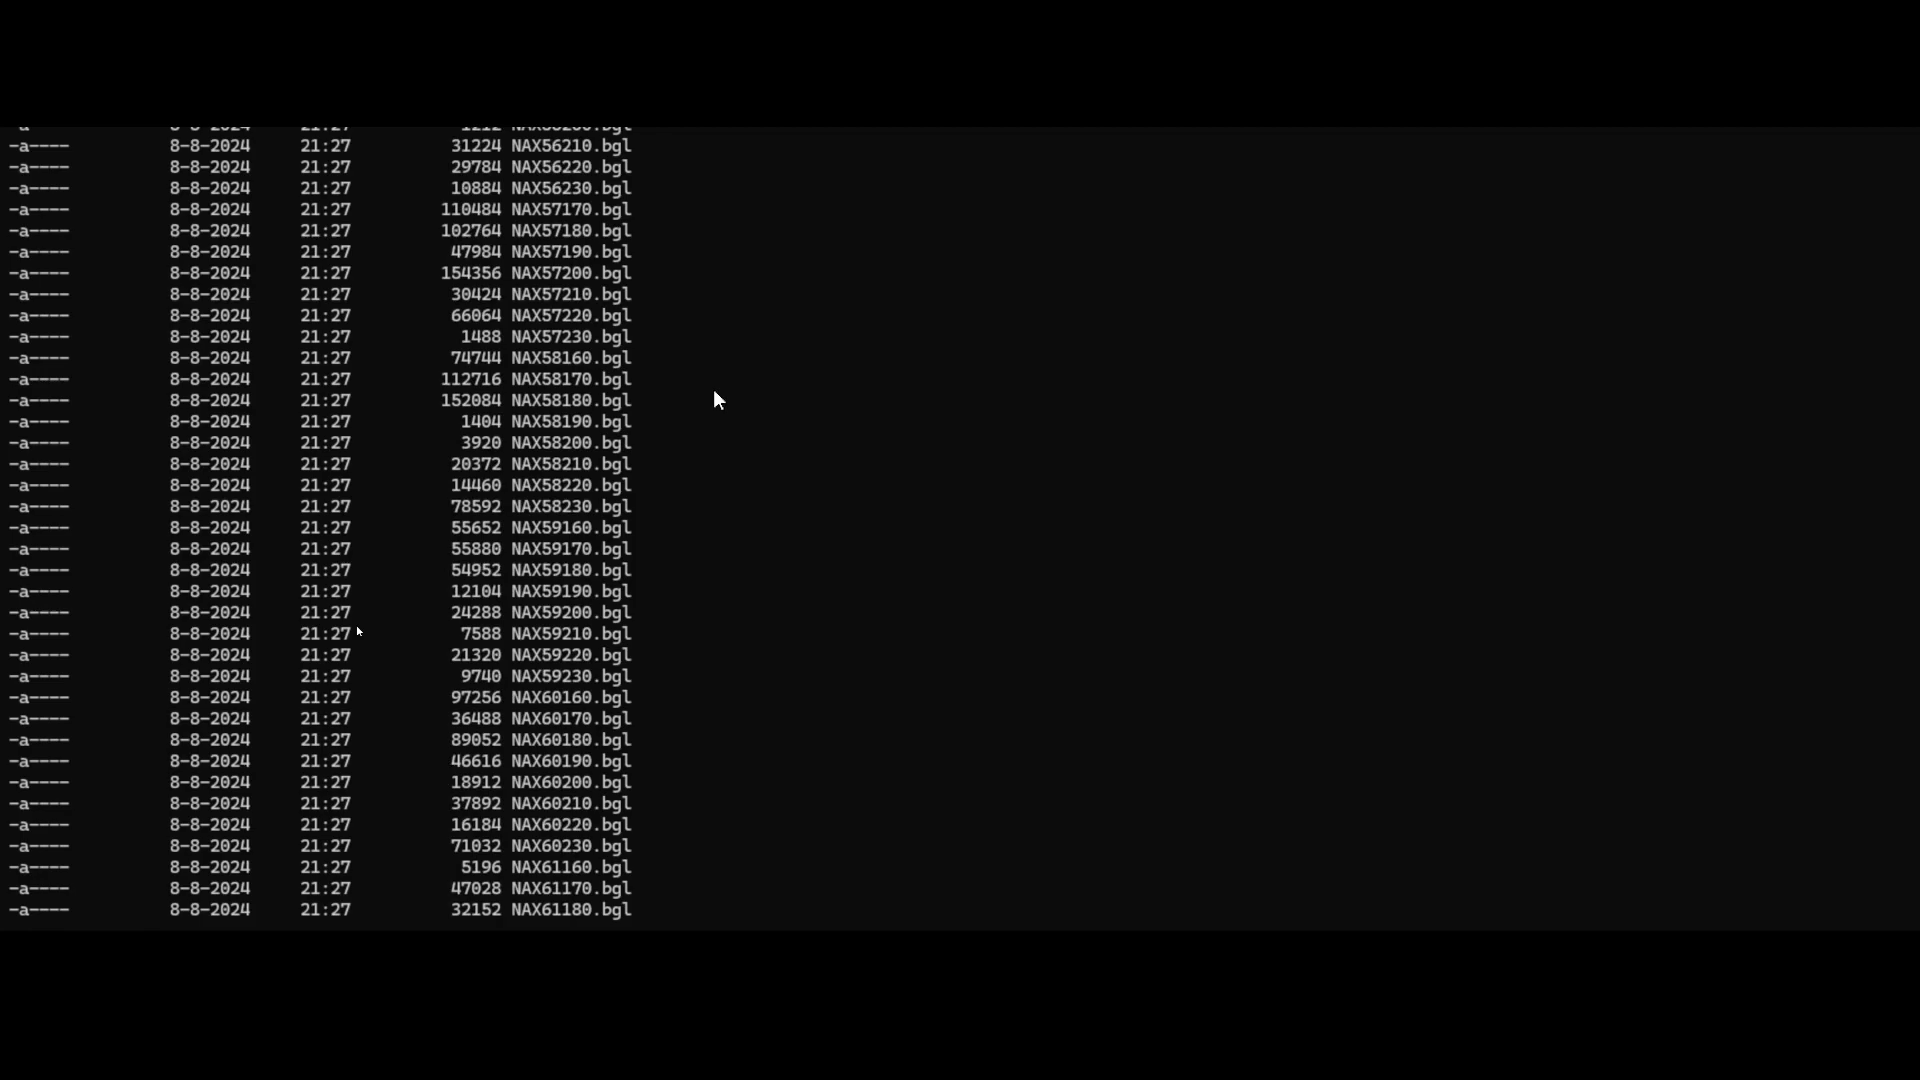 -a---- 8-8-2024 21:27 31224 NAX56210.bgl
-a---- 8-8-2024 21:27 29784 NAX56220.bgl
-a---- 8-8-2024 21:27 10884 NAX56230.bgl
-a---- 8-8-2024 21:27 110484 NAX57170.bgl
-a---- 8-8-2024 21:27 102764 NAX57180.bgl
-a---- 8-8-2024 21:27 47984 NAX57190.bgl
-a---- 8-8-2024 21:27 154356 NAX57200.bgl
-a---- 8-8-2024 21:27 30424 NAX57210.bgl
-a---- 8-8-2024 21:27 66064 NAX57220.bgl
-a---- 8-8-2024 21:27 1488 NAX57230.bgl
-a---- 8-8-2024 21:27 74744 NAX58160.bgl
-a---- 8-8-2024 21:27 112716 NAX58170.bgl
-a---- 8-8-2024 21:27 152084 NAX58180.bgl
-a---- 8-8-2024 21:27 1404 NAX58190.bgl
-a---- 8-8-2024 21:27 3920 NAX58200.bgl
-a---- 8-8-2024 21:27 20372 NAX58210.bgl
-a---- 8-8-2024 21:27 14460 NAX58220.bgl
-a---- 8-8-2024 21:27 78592 NAX58230.bgl
-a---- 8-8-2024 21:27 55652 NAX59160.bgl
-a---- 8-8-2024 21:27 55880 NAX59170.bgl
-a---- 8-8-2024 21:27 54952 NAX59180.bgl
-a---- 8-8-2024 21:27 12104 NAX59190.bgl
-a---- 8-8-2024 21:27 24288 NAX59200.bgl
-a---- 8-8-2024 21:27 7588 NAX59210.bgl
-a---- 8-8-2024 21:27 21320 NAX59220.bgl
-a---- 8-8-2024 21:27 9740 NAX59230.bgl
-a---- 8-8-2024 21:27 97256 NAX60160.bgl
-a---- 8-8-2024 21:27 36488 NAX60170.bgl
-a---- 8-8-2024 21:27 89052 NAX60180.bgl
-a---- 8-8-2024 21:27 46616 NAX60190.bgl
-a---- 8-8-2024 21:27 18912 NAX60200.bgl
-a---- 8-8-2024 21:27 37892 NAX60210.bgl
-a---- 8-8-2024 21:27 16184 NAX60220.bgl
-a---- 8-8-2024 21:27 71032 NAX60230.bgl
-a---- 8-8-2024 21:27 5196 NAX61160.bgl
-a---- 8-8-2024 21:27 47028 NAX61170.bgl
-a---- 8-8-2024 21:27 32152 NAX61180.bgl